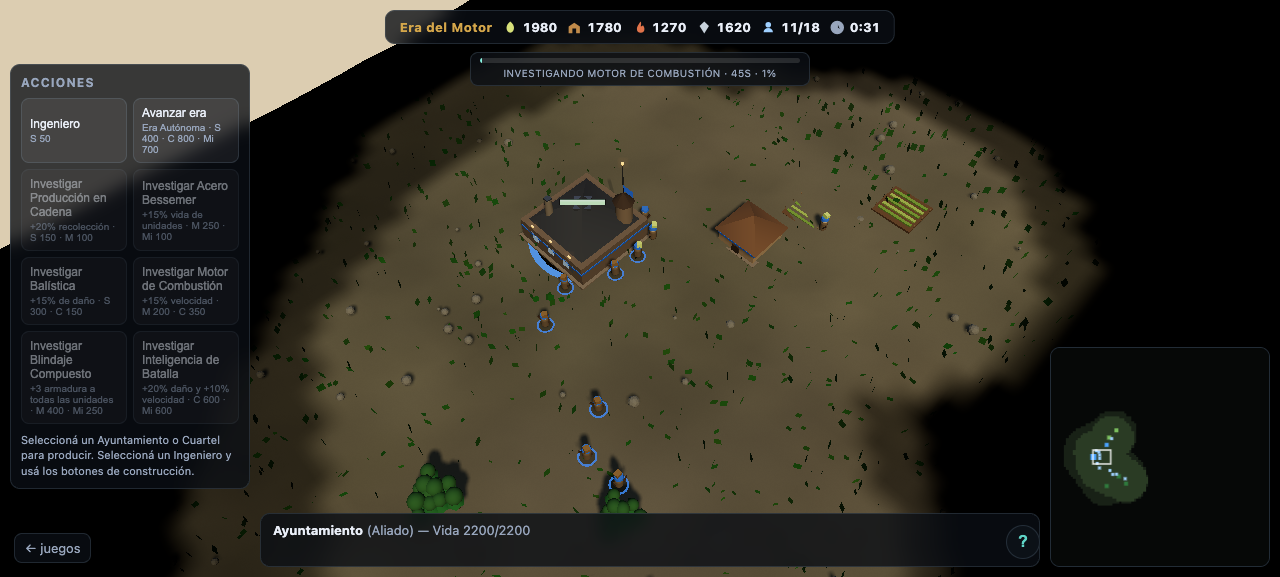 Era del Motor 1980 1780 1270 1620 11/18 0:31
INVESTIGANDO MOTOR DE COMBUSTIÓN · 45S · 1%
ACCIONES
Ingeniero
S 50
Avanzar era
Era Autónoma · S
400 · C 800 · Mi
700
Investigar
Producción en
Cadena
+20% recolección ·
S 150 · M 100
Investigar Acero
Bessemer
+15% vida de
unidades · M 250 ·
Mi 100
Investigar
Balística
+15% de daño · S
300 · C 150
Investigar Motor
de Combustión
+15% velocidad ·
M 200 · C 350
Investigar
Blindaje
Compuesto
+3 armadura a
todas las unidades
· M 400 · Mi 250
Investigar
Inteligencia de
Batalla
+20% daño y +10%
velocidad · C 600 ·
Mi 600
Seleccioná un Ayuntamiento o Cuartel
para producir. Seleccioná un Ingeniero y
usá los botones de construcción.
← juegos
Ayuntamiento (Aliado) — Vida 2200/2200
?